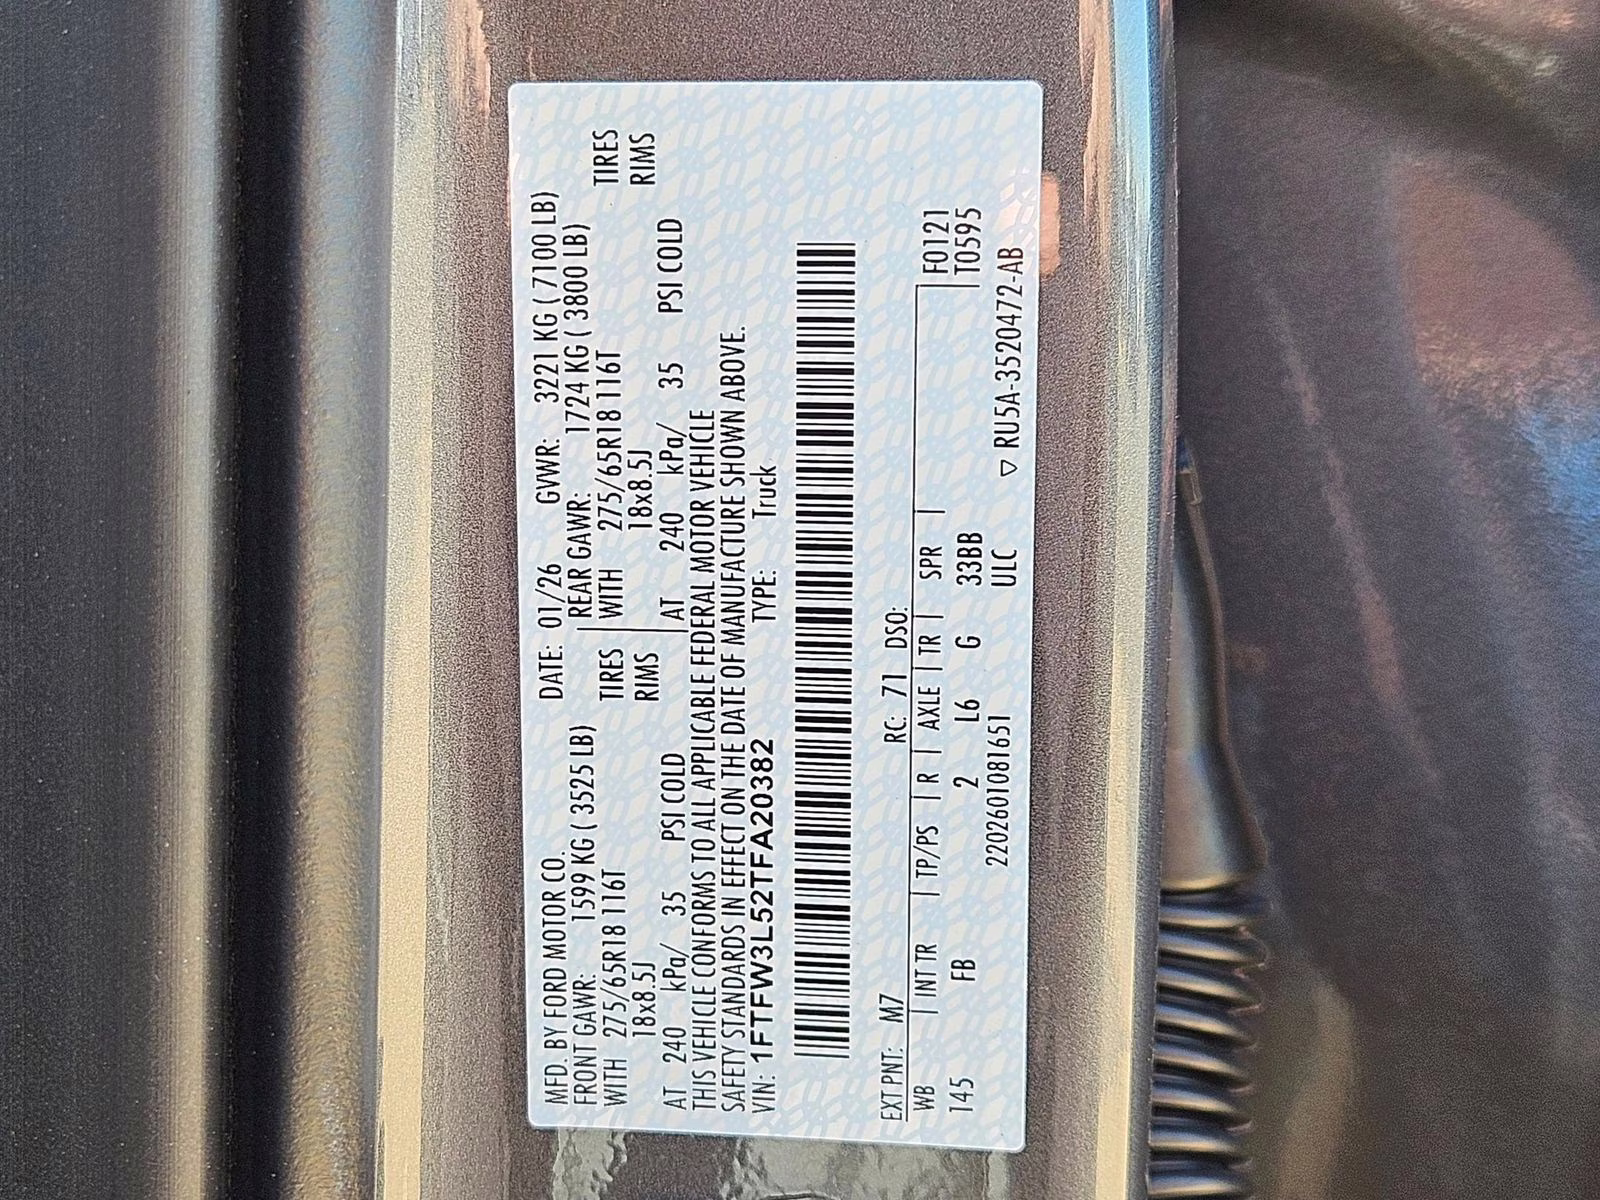 MFD. BY FORD MOTOR CO. DATE: 01/26 GVWR: 3221 KG ( 7100 LB)
FRONT GAWR: 1599 KG ( 3525 LB) REAR GAWR: 1724 KG ( 3800 LB)
WITH 275/65R18 116T TIRES WITH 275/65R18 116T TIRES
18x8.5J RIMS 18x8.5J RIMS
AT 240 kPa/ 35 PSI COLD AT 240 kPa/ 35 PSI COLD
THIS VEHICLE CONFORMS TO ALL APPLICABLE FEDERAL MOTOR VEHICLE
SAFETY STANDARDS IN EFFECT ON THE DATE OF MANUFACTURE SHOWN ABOVE.
VIN: 1FTFW3L52TFA20382 TYPE: Truck
EXT PNT: M7 RC: 71 DSO:
WB INT TR TP/PS R AXLE TR SPR F0121
145 FB 2 L6 G 33BB T0595
2202601081651 ULC ▽ RU5A-3520472-AB